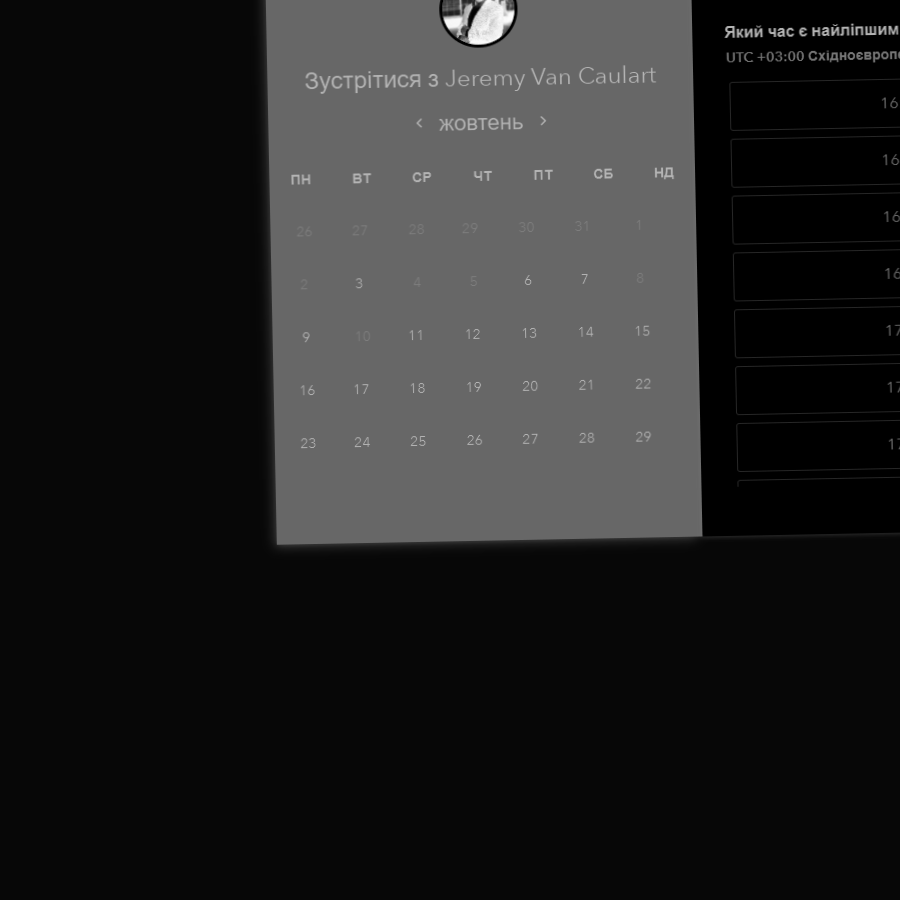 Зустрітися з Jeremy Van Caulart
‹ жовтень ›
ПН ВТ СР ЧТ ПТ СБ НД
26 27 28 29 30 31 1
2 3 4 5 6 7 8
9 10 11 12 13 14 15
16 17 18 19 20 21 22
23 24 25 26 27 28 29
Який час є найліпшим
UTC +03:00
16
16
16
16
17
17
17